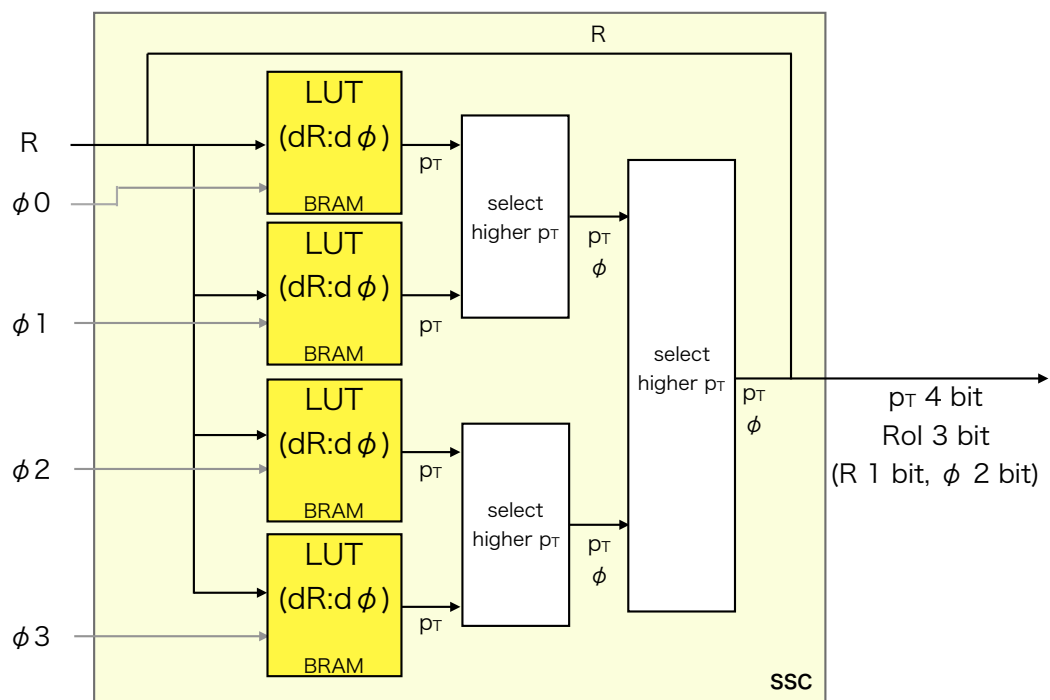 R
R
φ0
φ1
φ2
φ3
LUT
(dR:dφ)
BRAM
LUT
(dR:dφ)
BRAM
LUT
(dR:dφ)
BRAM
LUT
(dR:dφ)
BRAM
pT
pT
pT
pT
select
higher pT
select
higher pT
pT
φ
pT
φ
select
higher pT
pT
φ
pT 4 bit
RoI 3 bit
(R 1 bit, φ 2 bit)
SSC